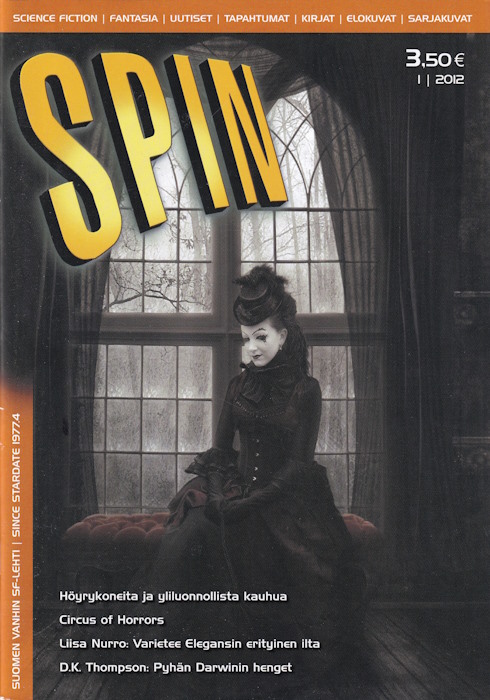 SCIENCE FICTION | FANTASIA | UUTISET | TAPAHTUMAT | KIRJAT | ELOKUVAT | SARJAKUVAT
SPIN
3,50 €
1 | 2012
SUOMEN VANHIN SF-LEHTI | SINCE STARDATE 1977.4
Höyrykoneita ja yliluonnollista kauhua
Circus of Horrors
Liisa Nurro: Varietee Elegansin erityinen ilta
D.K. Thompson: Pyhän Darwinin henget